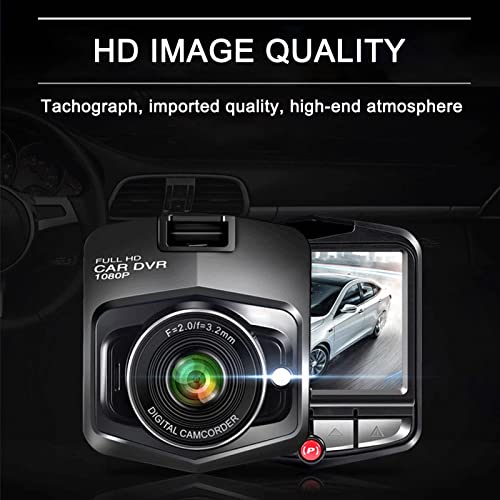 HD IMAGE QUALITY
Tachograph, imported quality, high-end atmosphere
FULL HD
CAR DVR
1080P
F=2.0/f=3.2mm
DIGITAL CAMCORDER
(P)